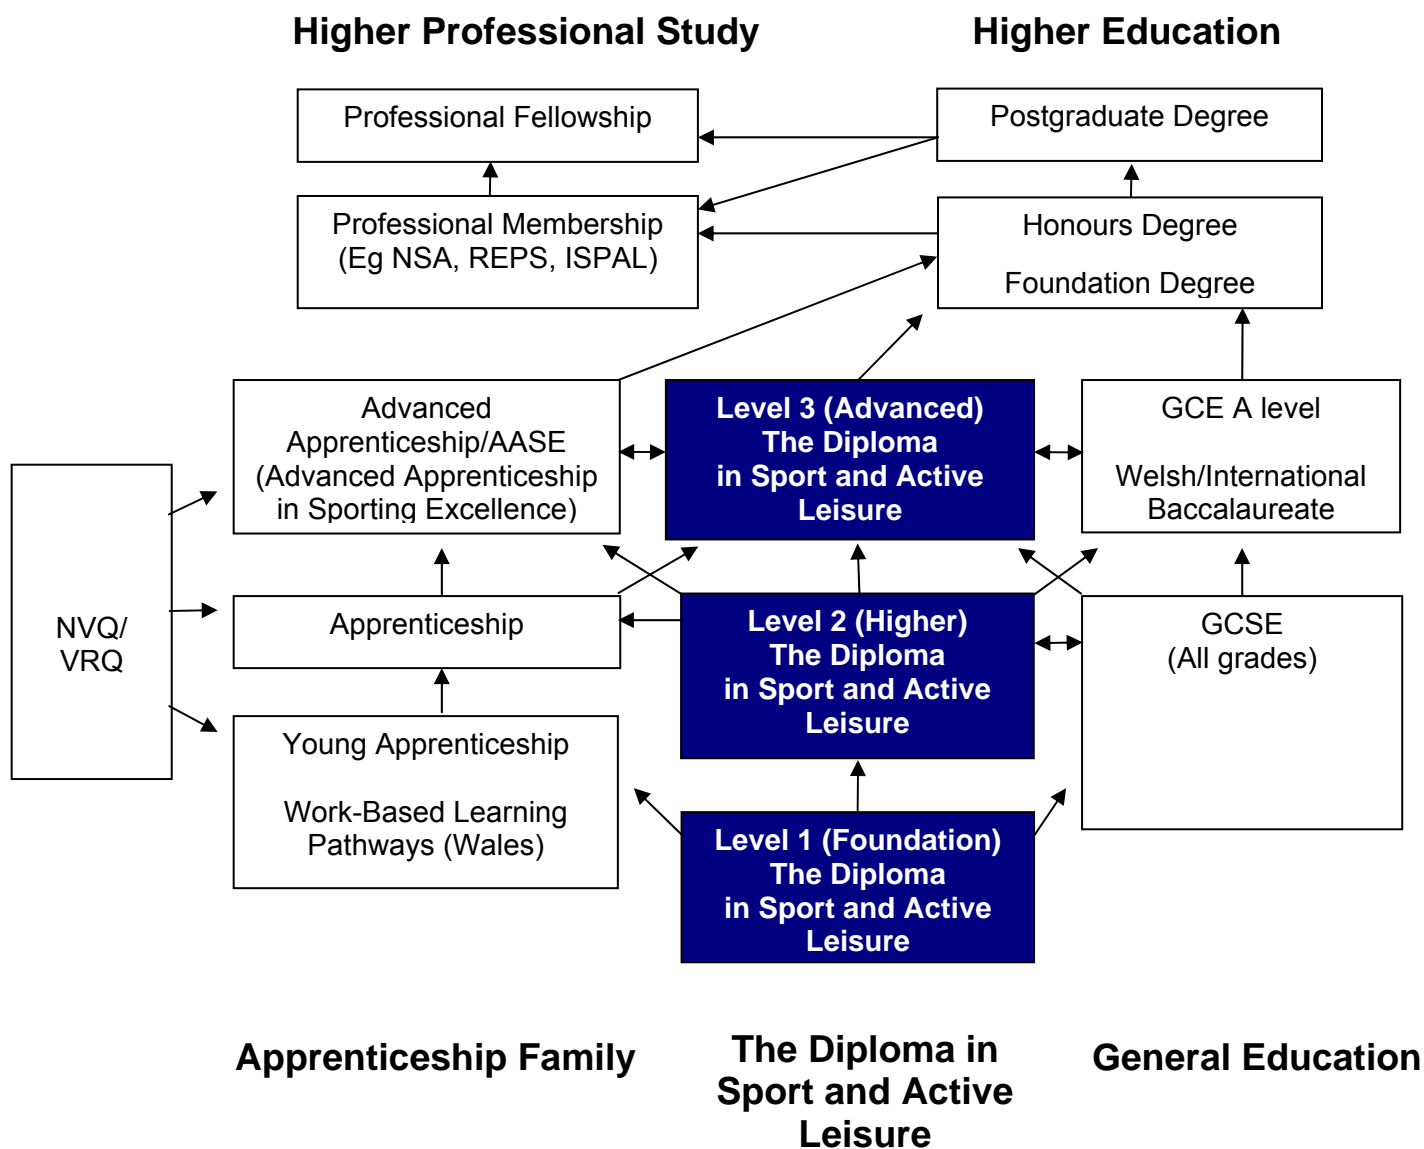 Higher Professional Study
Higher Education
Professional Fellowship
Postgraduate Degree
Professional Membership
(Eg NSA, REPS, ISPAL)
Honours Degree
Foundation Degree
Advanced
Apprenticeship/AASE
(Advanced Apprenticeship
in Sporting Excellence)
Level 3 (Advanced)
The Diploma
in Sport and Active
Leisure
GCE A level
Welsh/International
Baccalaureate
NVQ/
VRQ
Apprenticeship
Level 2 (Higher)
The Diploma
in Sport and Active
Leisure
GCSE
(All grades)
Young Apprenticeship
Work-Based Learning
Pathways (Wales)
Level 1 (Foundation)
The Diploma
in Sport and Active
Leisure
Apprenticeship Family
The Diploma in
Sport and Active
Leisure
General Education